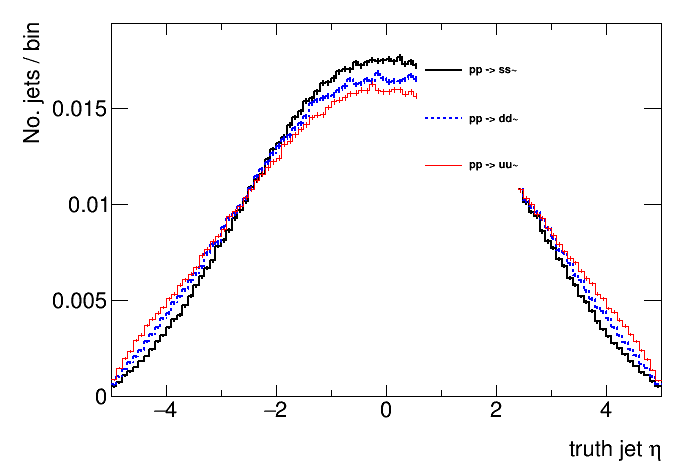 No. jets / bin
0.015
0.01
0.005
0
−4
−2
0
2
4
truth jet η
pp -> ss~
pp -> dd~
pp -> uu~